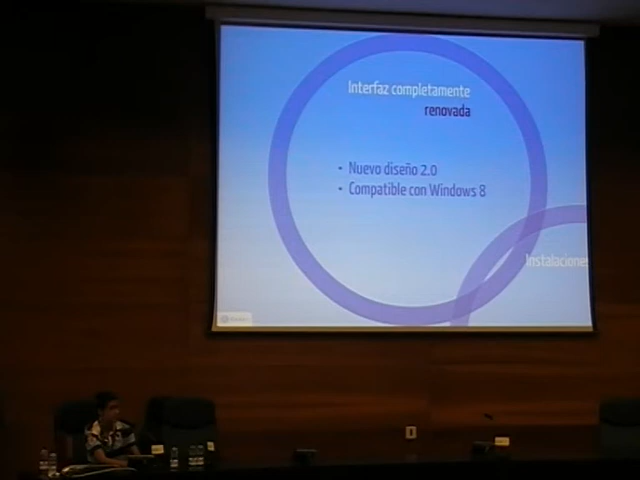 Interfaz completamente
renovada
• Nuevo diseño 2.0
• Compatible con Windows 8
Instalaciones